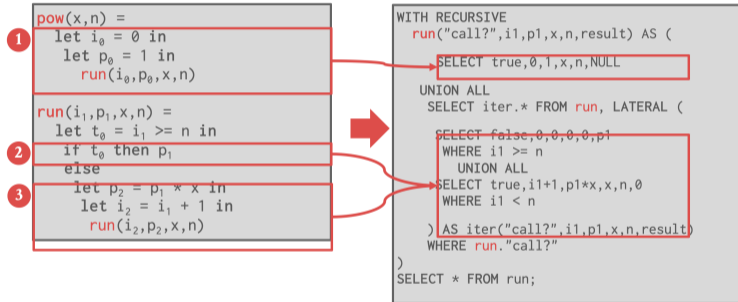 pow(x,n) =
1
let i₀ = 0 in
let p₀ = 1 in
run(i₀,p₀,x,n)
run(i₁,p₁,x,n) =
let t₀ = i₁ >= n in
2
if t₀ then p₁
else
3
let p₂ = p₁ * x in
let i₂ = i₁ + 1 in
run(i₂,p₂,x,n)
WITH RECURSIVE
run("call?",i1,p1,x,n,result) AS (
SELECT true,0,1,x,n,NULL
UNION ALL
SELECT iter.* FROM run, LATERAL (
SELECT false,0,0,0,0,p1
WHERE i1 >= n
UNION ALL
SELECT true,i1+1,p1*x,x,n,0
WHERE i1 < n
) AS iter("call?",i1,p1,x,n,result)
WHERE run."call?"
)
SELECT * FROM run;